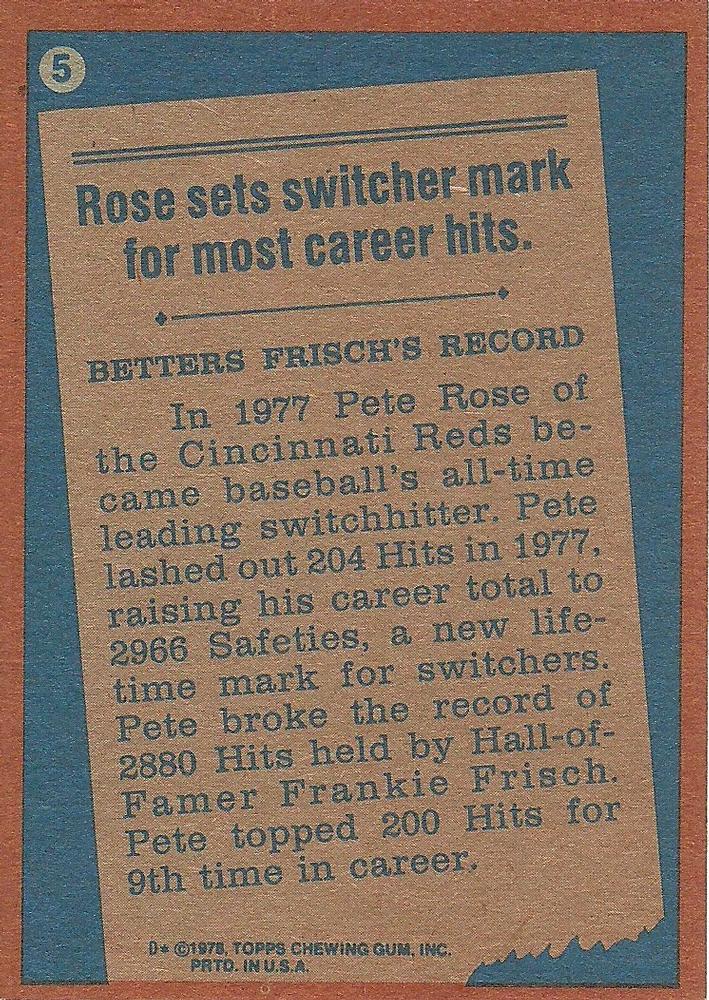 5
Rose sets switcher mark
for most career hits.
BETTERS FRISCH'S RECORD
In 1977 Pete Rose of
the Cincinnati Reds be-
came baseball's all-time
leading switchhitter. Pete
lashed out 204 Hits in 1977,
raising his career total to
2966 Safeties, a new life-
time mark for switchers.
Pete broke the record of
2880 Hits held by Hall-of-
Famer Frankie Frisch.
Pete topped 200 Hits for
9th time in career.
D* ©1978, TOPPS CHEWING GUM, INC.
PRTD. IN U.S.A.